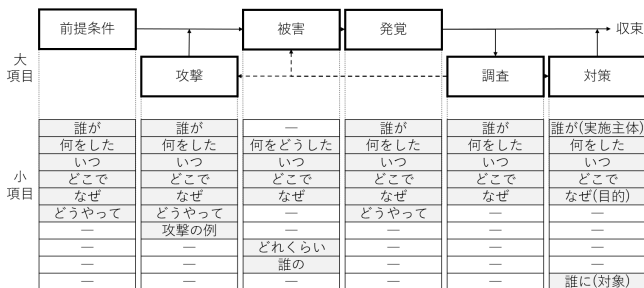 前提条件
被害
発覚
収束
大
項目
攻撃
調査
対策
小
項目
誰が 誰が — 誰が 誰が 誰が(実施主体)
何をした 何をした 何をどうした 何をした 何をした 何をした
いつ いつ いつ いつ いつ いつ
どこで どこで どこで どこで どこで どこで
なぜ なぜ なぜ なぜ なぜ なぜ(目的)
どうやって どうやって — どうやって — —
— 攻撃の例 — — — —
— — どれくらい — — —
— — 誰の — — —
— — — — — 誰に(対象)